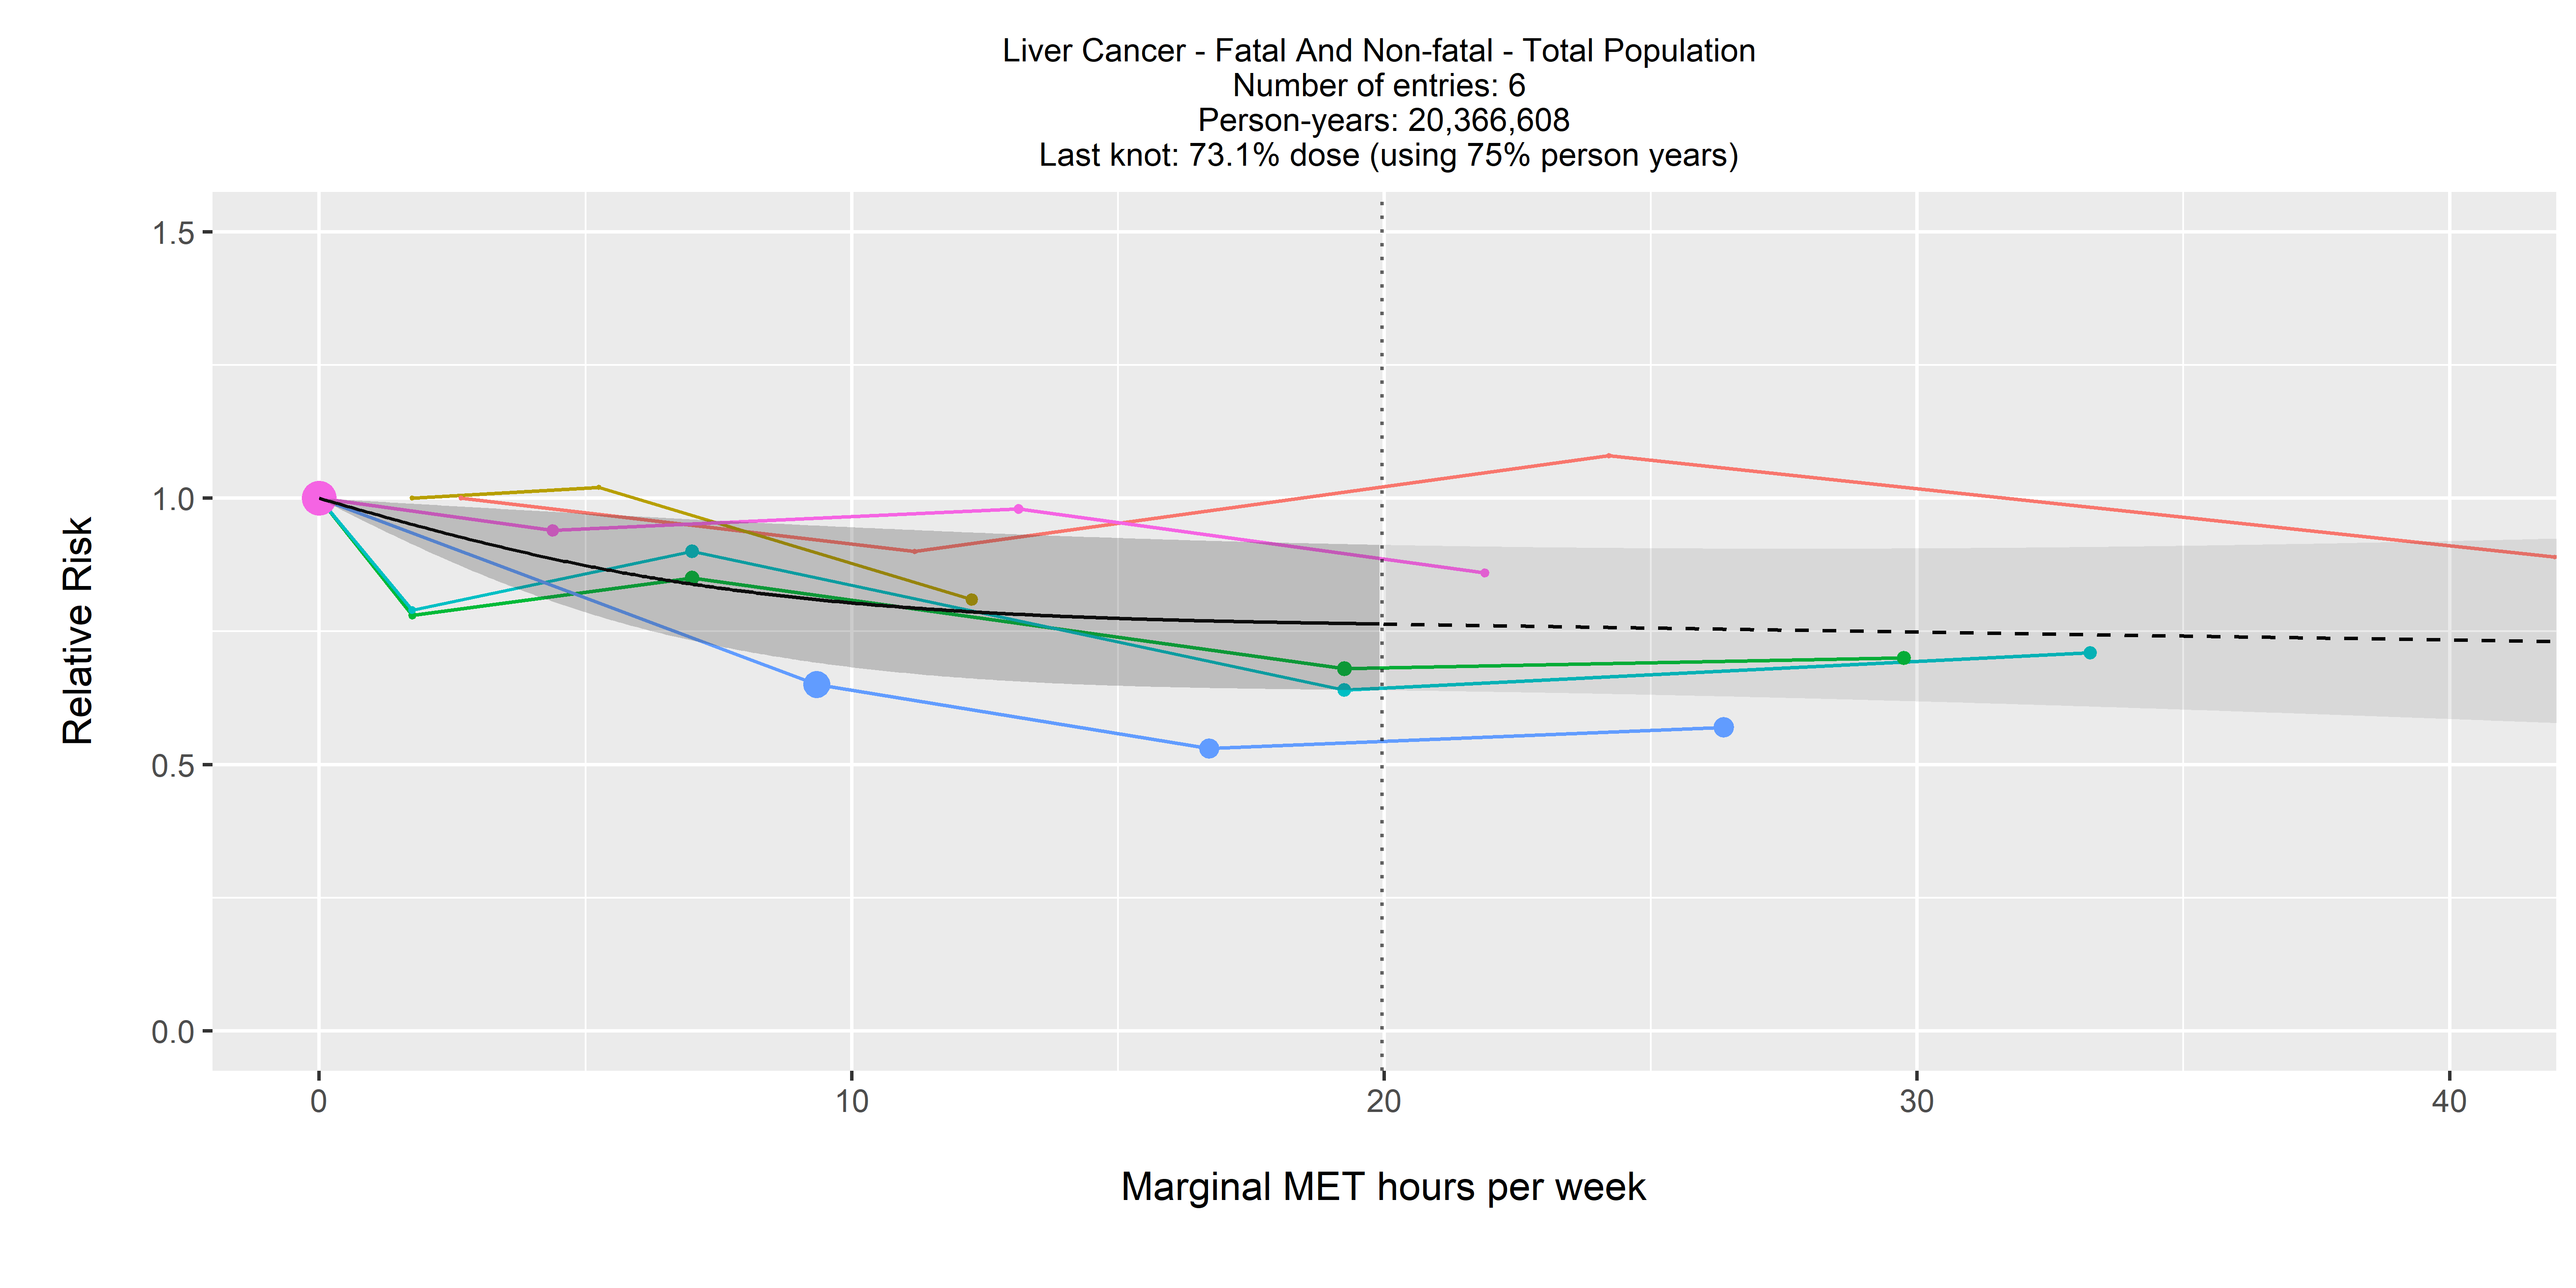 Liver Cancer - Fatal And Non-fatal - Total Population
Number of entries: 6
Person-years: 20,366,608
Last knot: 73.1% dose (using 75% person years)
Relative Risk
1.5
1.0
0.5
0.0
0 10 20 30 40
Marginal MET hours per week